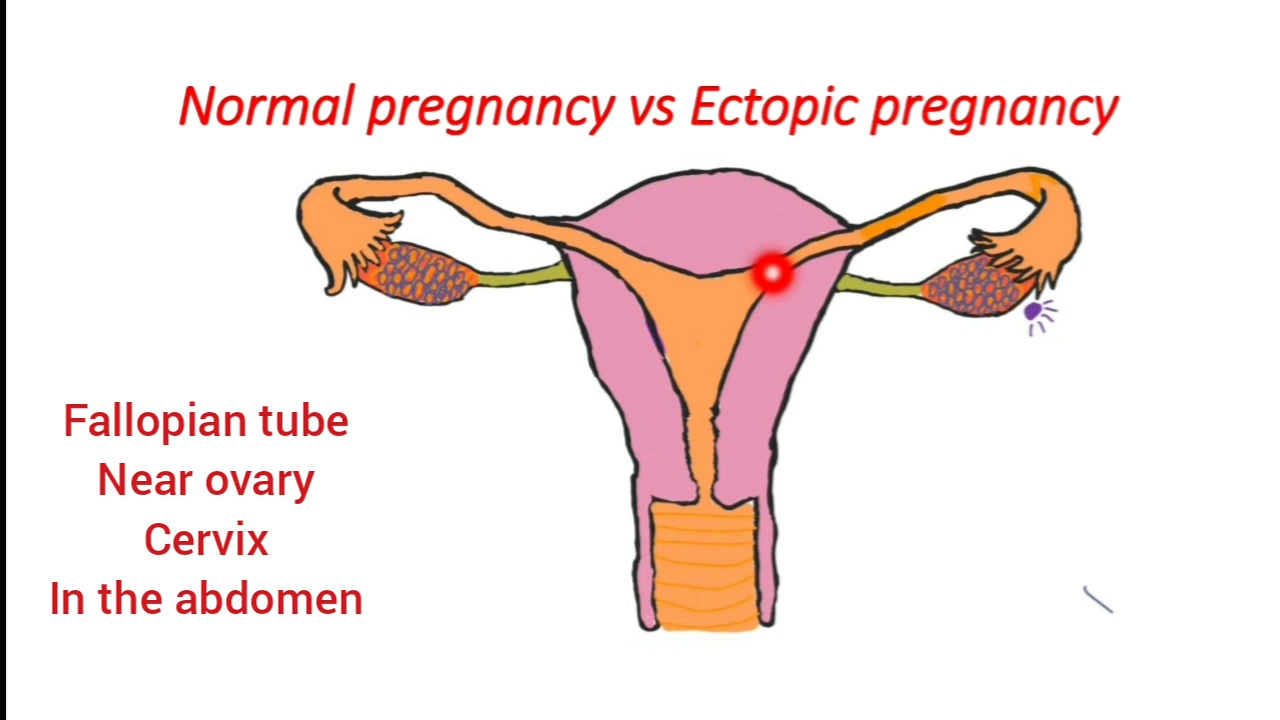 Normal pregnancy vs Ectopic pregnancy
Fallopian tube
Near ovary
Cervix
In the abdomen